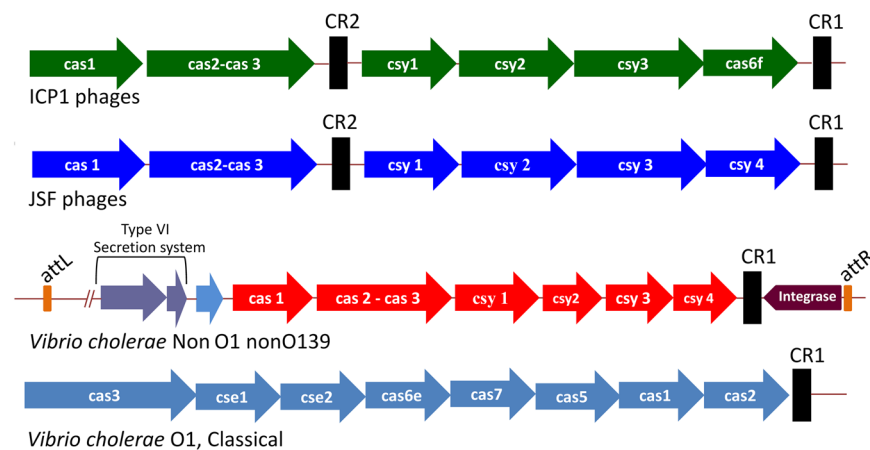 CR2 CR1
cas1 cas2-cas 3 csy1 csy2 csy3 cas6f
ICP1 phages
CR2 CR1
cas 1 cas2-cas 3 csy 1 csy 2 csy 3 csy 4
JSF phages
Type VI
Secretion system
attL CR1 attR
cas 1 cas 2 - cas 3 csy 1 csy2 csy 3 csy 4 Integrase
Vibrio cholerae Non O1 nonO139
CR1
cas3 cse1 cse2 cas6e cas7 cas5 cas1 cas2
Vibrio cholerae O1, Classical